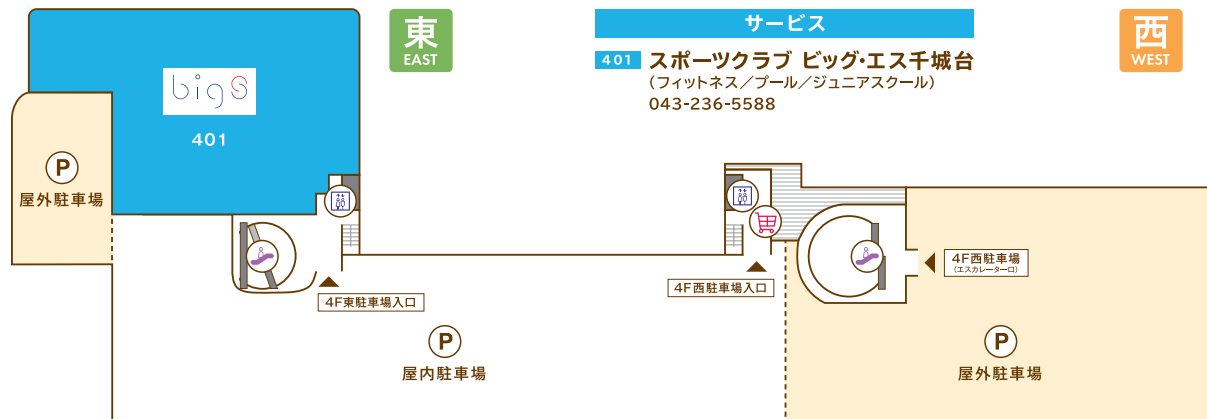 東
EAST
サービス
401 スポーツクラブ ビッグ・エス千城台
(フィットネス／プール／ジュニアスクール)
043-236-5588
西
WEST
bigs
401
P
屋外駐車場
4F東駐車場入口
4F西駐車場入口
4F西駐車場
(エスカレーター口)
P
屋内駐車場
P
屋外駐車場